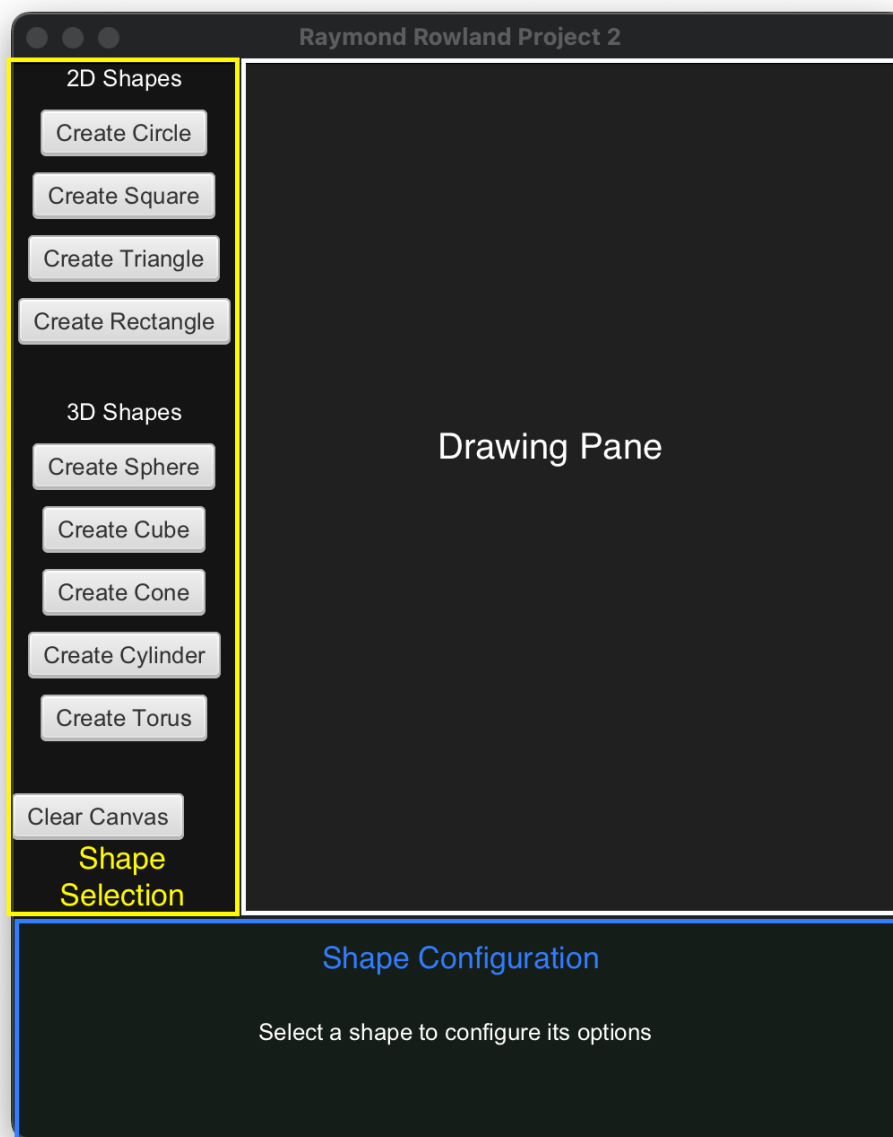 Raymond Rowland Project 2
2D Shapes
Create Circle
Create Square
Create Triangle
Create Rectangle
3D Shapes
Create Sphere
Create Cube
Create Cone
Create Cylinder
Create Torus
Clear Canvas
Shape
Selection
Drawing Pane
Shape Configuration
Select a shape to configure its options